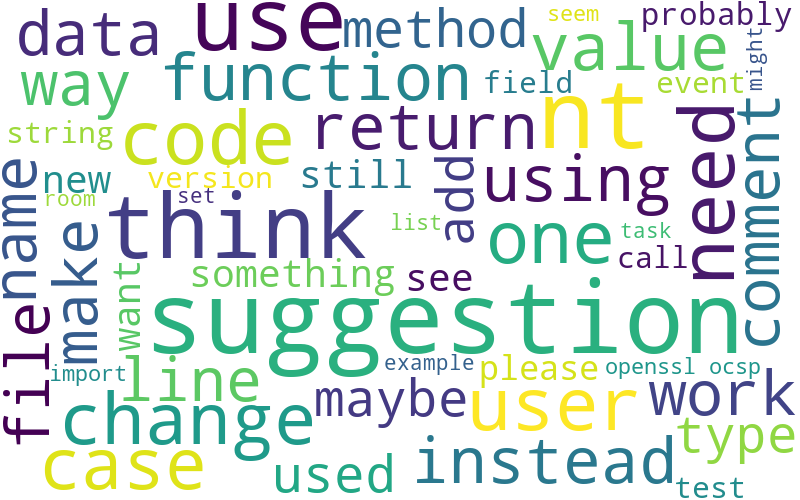 seem
probably
data
use
method
value
might
way
function
field
event
string
code
return
nt
need
comment
new
version
still
add
using
name
room
set
think
list
one
task
call
make
want
something
see
suggestion
file
import
line
example
please
openssl ocsp
change
maybe
user
work
case
used
instead
type
test